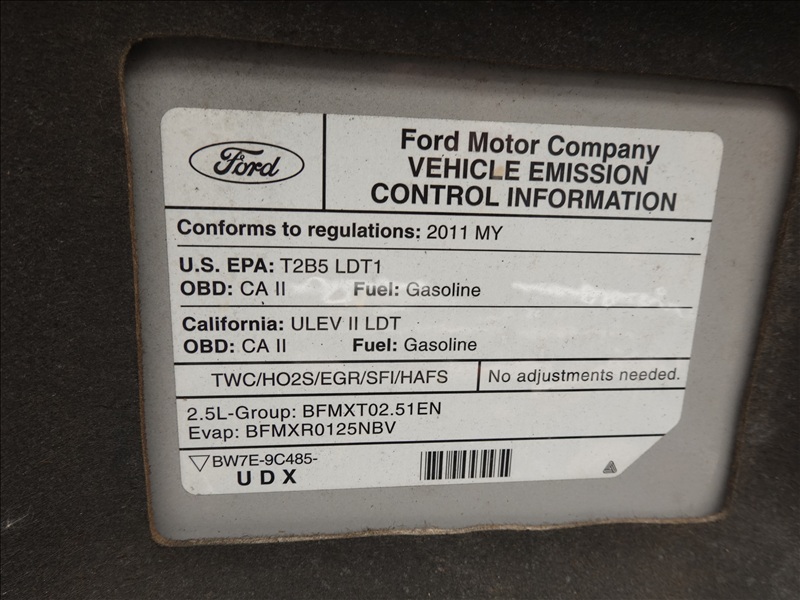 Ford
Ford Motor Company
VEHICLE EMISSION
CONTROL INFORMATION
Conforms to regulations: 2011 MY
U.S. EPA: T2B5 LDT1
OBD: CA II Fuel: Gasoline
California: ULEV II LDT
OBD: CA II Fuel: Gasoline
TWC/HO2S/EGR/SFI/HAFS No adjustments needed.
2.5L-Group: BFMXT02.51EN
Evap: BFMXR0125NBV
BW7E-9C485-
UDX